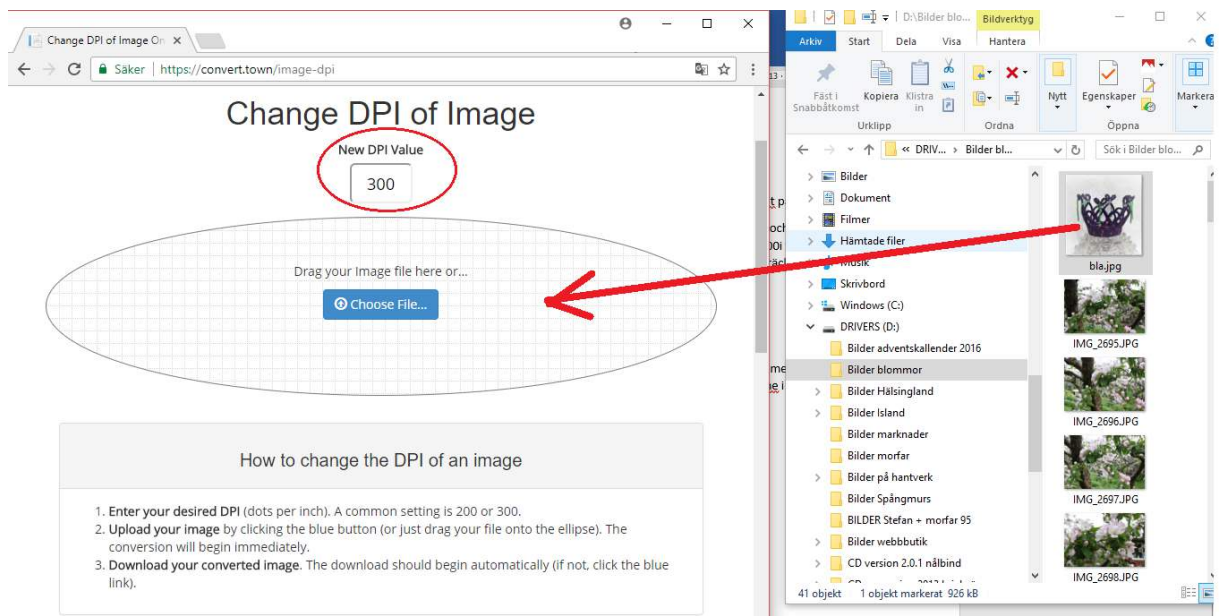 Change DPI of Image On
Säker | https://convert.town/image-dpi
Change DPI of Image
New DPI Value
300
Drag your Image file here or...
Choose File...
How to change the DPI of an image
1. Enter your desired DPI (dots per inch). A common setting is 200 or 300.
2. Upload your image by clicking the blue button (or just drag your file onto the ellipse). The
conversion will begin immediately.
3. Download your converted image. The download should begin automatically (if not, click the blue
link).
D:\Bilder blo...
Bildverktyg
Arkiv Start Dela Visa Hantera
Fäst i
Snabbåtkomst
Kopiera
Klistra
in
Nytt
Egenskaper
Markera
Urklipp Ordna Öppna
« DRIV... > Bilder bl...
Sök i Bilder blo...
Bilder
Dokument
Filmer
Hämtade filer
Musik
Skrivbord
Windows (C:)
DRIVERS (D:)
Bilder adventskallender 2016
Bilder blommor
Bilder Hälsingland
Bilder Island
Bilder marknader
Bilder morfar
Bilder på hantverk
Bilder Spångmurs
BILDER Stefan + morfar 95
Bilder webbbutik
CD version 2.0.1 nålbind
bla.jpg
IMG_2695.JPG
IMG_2696.JPG
IMG_2697.JPG
IMG_2698.JPG
41 objekt 1 objekt markerat 926 kB